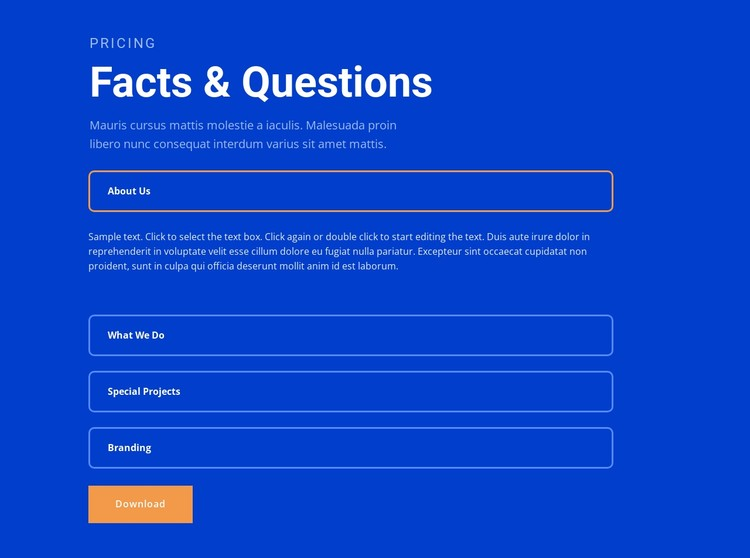 PRICING
Facts & Questions
Mauris cursus mattis molestie a iaculis. Malesuada proin
libero nunc consequat interdum varius sit amet mattis.
About Us
Sample text. Click to select the text box. Click again or double click to start editing the text. Duis aute irure dolor in
reprehenderit in voluptate velit esse cillum dolore eu fugiat nulla pariatur. Excepteur sint occaecat cupidatat non
proident, sunt in culpa qui officia deserunt mollit anim id est laborum.
What We Do
Special Projects
Branding
Download